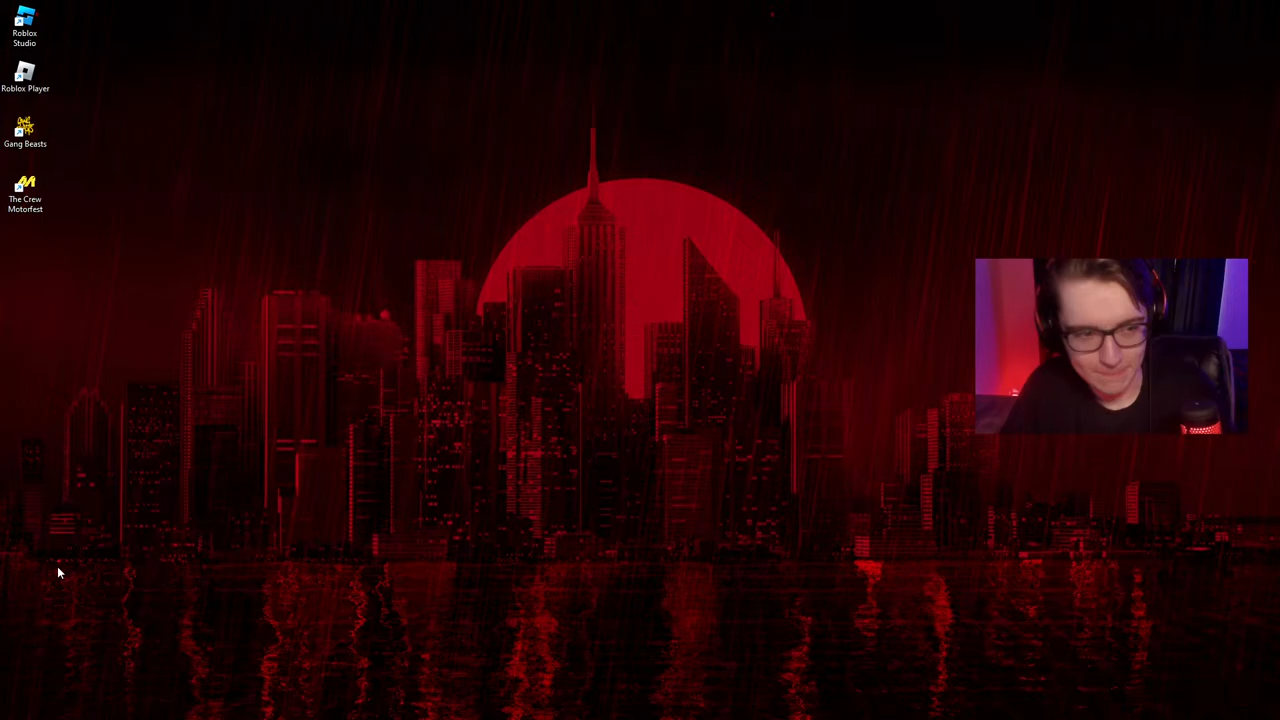 Roblox
Studio
Roblox Player
Gang Beasts
The Crew
Motorfest